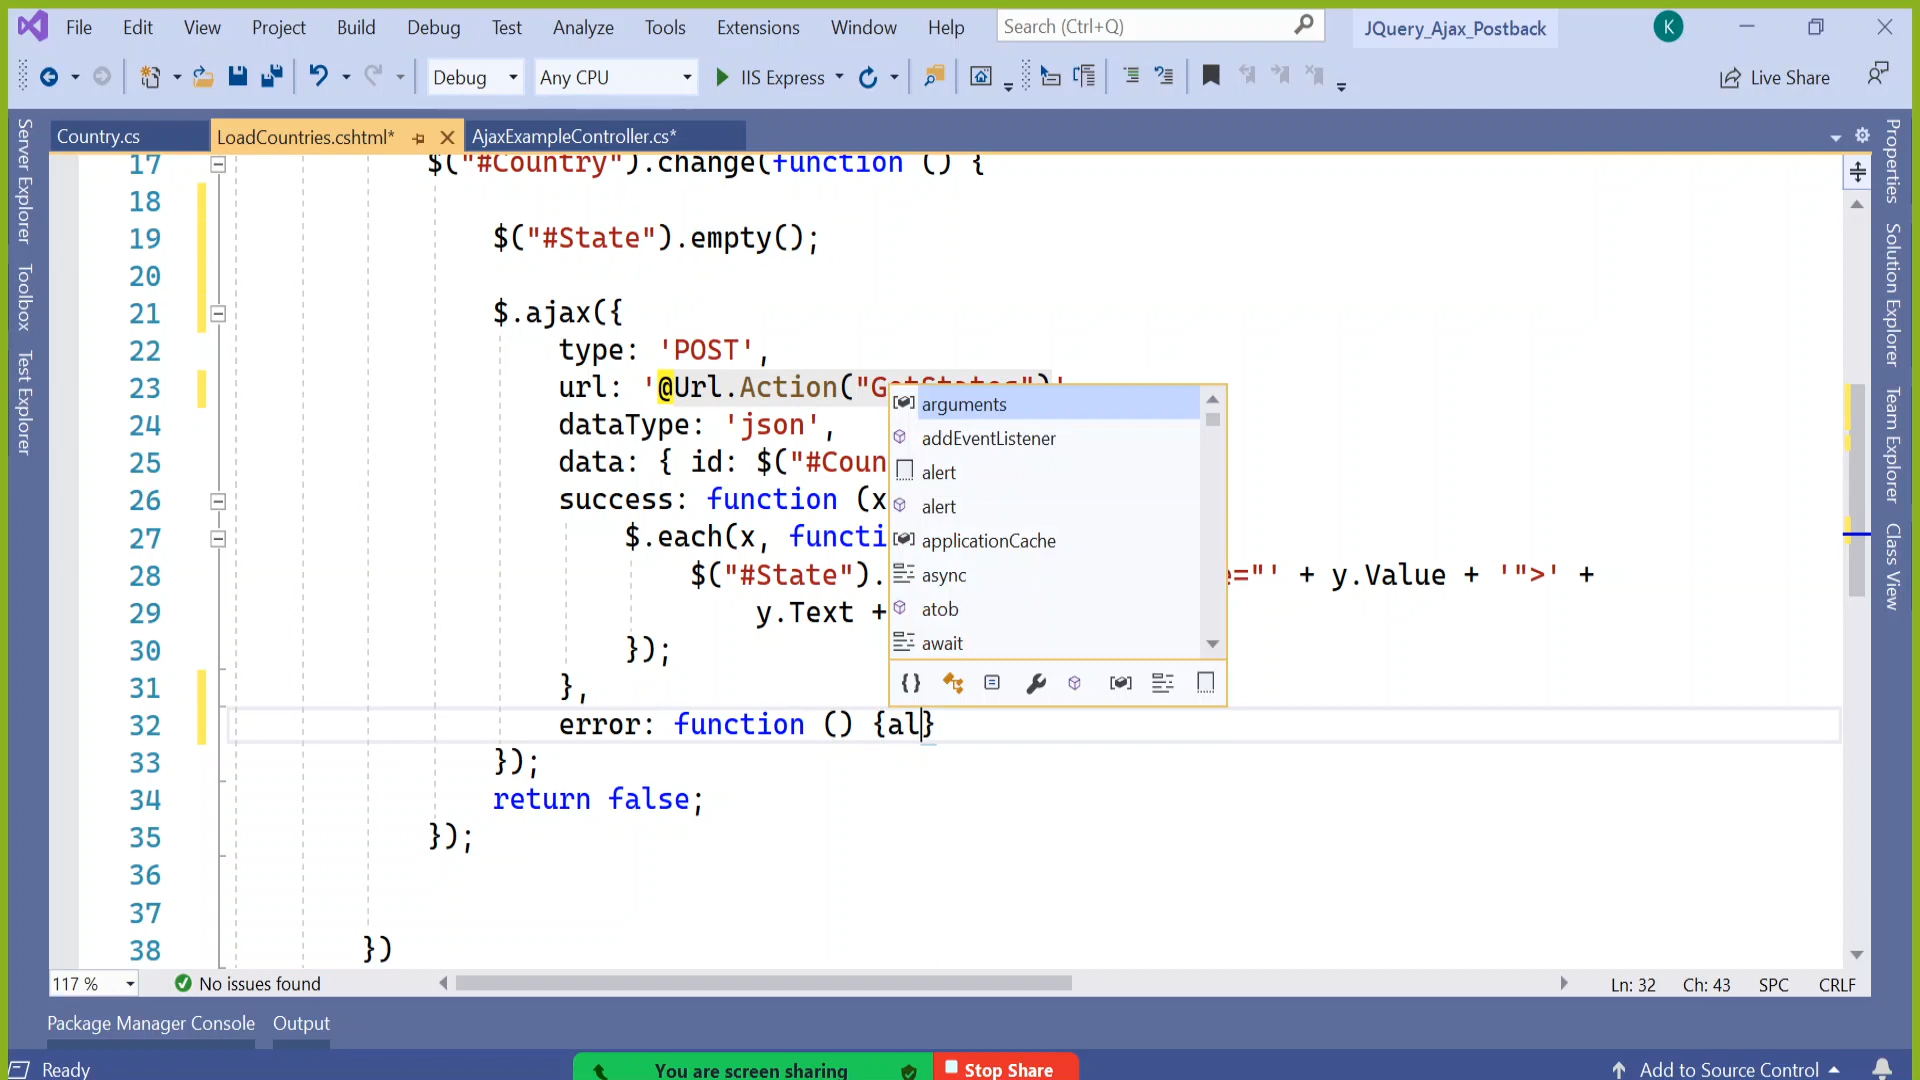 File Edit View Project Build Debug Test Analyze Tools Extensions Window Help Search (Ctrl+Q) JQuery_Ajax_Postback K
Debug Any CPU IIS Express Live Share
Country.cs LoadCountries.cshtml* AjaxExampleController.cs*
Server Explorer
Toolbox
Test Explorer
17 $("#Country").change(function () {
18
19 $("#State").empty();
20
21 $.ajax({
22 type: 'POST',
23 url: '@Url.Action("GetStates")'
24 dataType: 'json',
25 data: { id: $("#Coun
26 success: function (x
27 $.each(x, functi
28 $("#State"). ="' + y.Value + '">' +
29 y.Text +
30 });
31 },
32 error: function () {al}
33 });
34 return false;
35 });
36
37
38 })
arguments
addEventListener
alert
alert
applicationCache
async
atob
await
Properties
Solution Explorer
Team Explorer
Class View
117 % No issues found Ln: 32 Ch: 43 SPC CRLF
Package Manager Console Output
Ready You are screen sharing Stop Share Add to Source Control